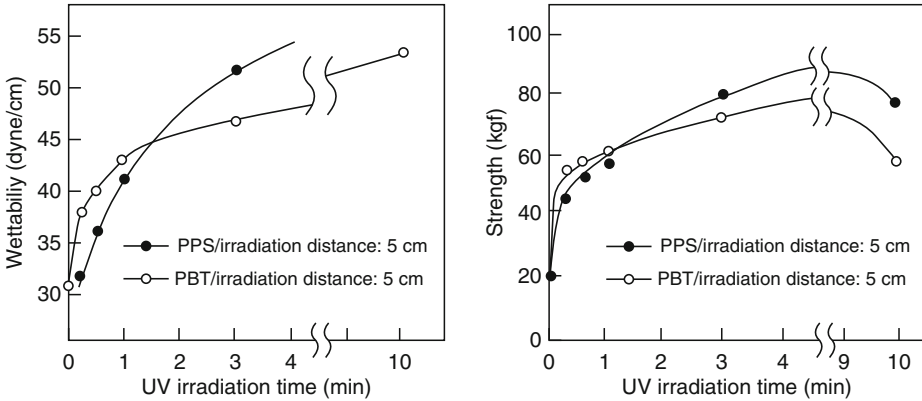 55
50
45
40
35
30
Wettabiliy (dyne/cm)
PPS/irradiation distance: 5 cm
PBT/irradiation distance: 5 cm
0 1 2 3 4 10
UV irradiation time (min)
100
80
60
40
20
0
Strength (kgf)
PPS/irradiation distance: 5 cm
PBT/irradiation distance: 5 cm
0 1 2 3 4 9 10
UV irradiation time (min)